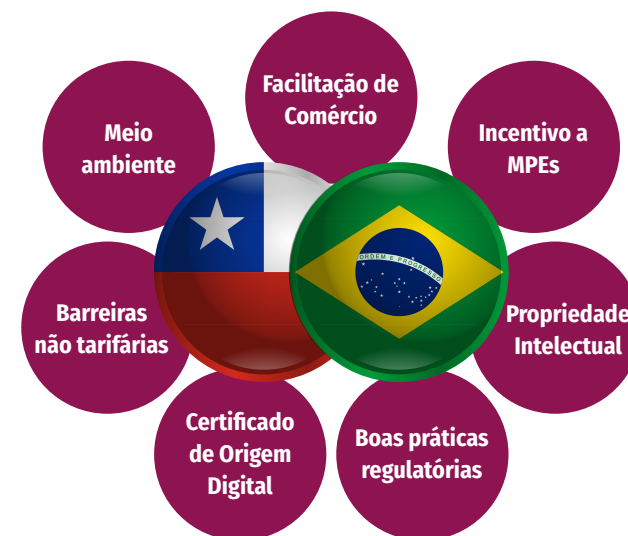 Facilitação de
Comércio
Meio
ambiente
Incentivo a
MPEs
ORDEM E PROGRESSO
Barreiras
não tarifárias
Propriedade
Intelectual
Certificado
de Origem
Digital
Boas práticas
regulatórias